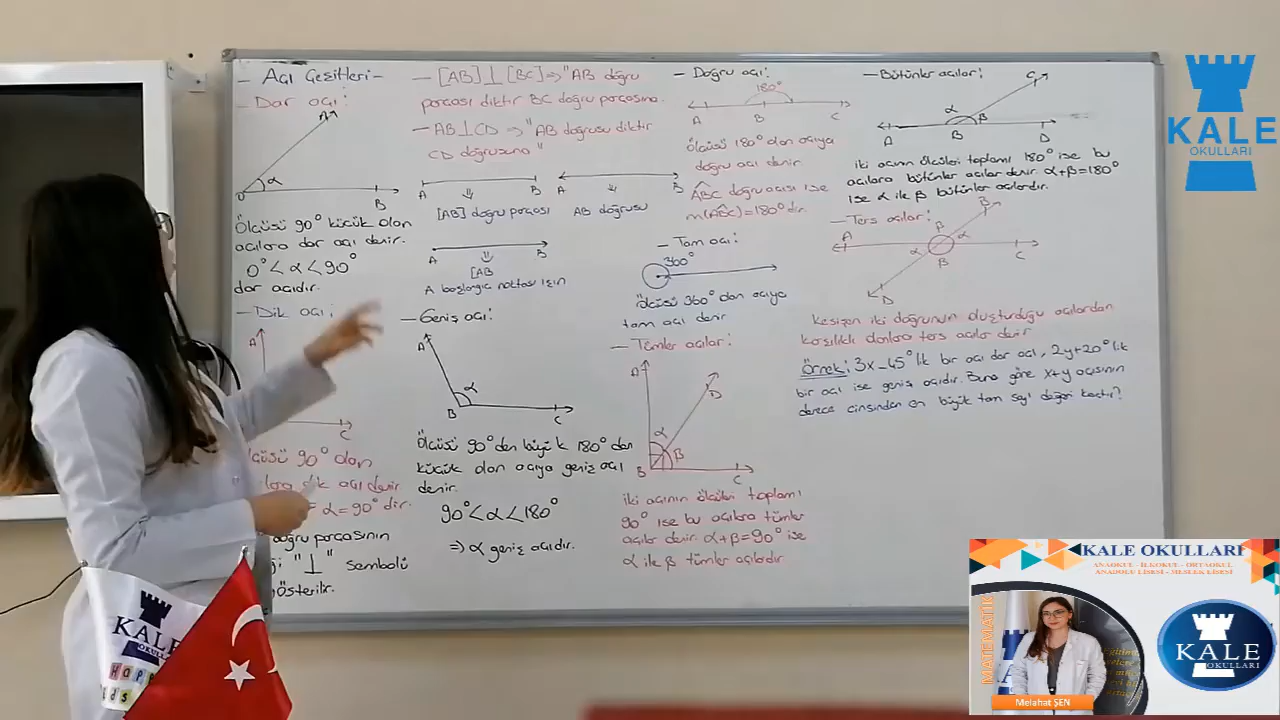 - Açı Çeşitleri -
- Dar açı:
A
α
O
B
Ölçüsü 90° küçük olan
açılara dar açı denir.
0° < α < 90°
dar açıdır.
- Dik açı:
A
C
90° olan
dik açı denir.
α = 90° dir.
doğru parçasının
"⊥" sembolü
gösterilir.
- [AB] ⊥ [BC] ⇒ "AB doğru
parçası diktir BC doğru parçasına.
- AB ⊥ CD ⇒ "AB doğrusu diktir
CD doğrusuna"
A B
[AB] doğru parçası
A B
AB doğrusu
A B
[AB
A başlangıç noktası için
- Geniş açı:
A
α
B
C
Ölçüsü 90° den büyük 180° den
küçük olan açıya geniş açı
denir.
90° < α < 180°
⇒ α geniş açıdır.
- Doğru açı:
180°
A B C
Ölçüsü 180° olan açıya
doğru açı denir.
ABC doğru açısı ise
m(ABC) = 180° dir.
- Tam açı:
360°
Ölçüsü 360° olan açıya
tam açı denir
- Tümler açılar:
A
D
α
β
B
C
İki açının ölçüleri toplamı
90° ise bu açılara tümler
açılar denir. α+β=90° ise
α ile β tümler açılardır
- Bütünler açılar:
C
α
β
A B D
İki açının ölçüleri toplamı 180° ise bu
açılara bütünler açılar denir. α+β=180°
ise α ile β bütünler açılardır.
- Ters açılar:
B
A
β
α
α
β
C
D
Kesişen iki doğrunun oluşturduğu açılardan
karşılıklı olanlara ters açılar denir
Örnek: 3x-45° lik bir açı dar açı, 2y+20° lik
bir açı ise geniş açıdır. Buna göre x+y açısının
derece cinsinden en büyük tam sayı değeri kaçtır?
KALE
OKULLARI
KALE
KALE OKULLARI
ANAOKUL - İLKOKUL - ORTAOKUL
ANADOLU LİSESİ - MESLEK LİSESİ
MATEMATİK
Melahat ŞEN
KALE
OKULLARI